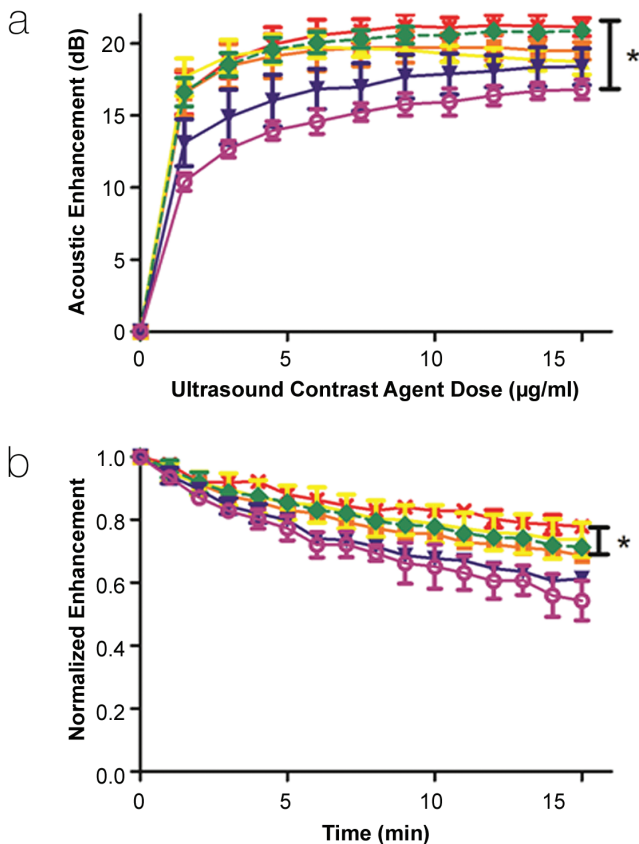 a
Acoustic Enhancement (dB)
20
15
10
5
0
*
0 5 10 15
Ultrasound Contrast Agent Dose (µg/ml)
b
Normalized Enhancement
1.0
0.8
0.6
0.4
0.2
0.0
*
0 5 10 15
Time (min)